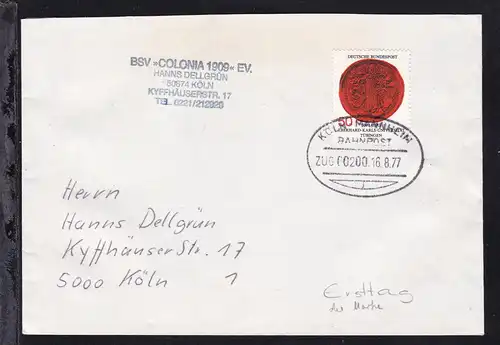 BSV »COLONIA 1909« EV.
HANNS DELLGRÜN
50674 KÖLN
KYFFHÄUSERSTR. 17
TEL. 0221/212020
DEUTSCHE BUNDESPOST
50
EBERHARD-KARLS-UNIVERSITÄT
TÜBINGEN
BAHNPOST
ZUG 00200 16.8.77
Herrn
Hanns Dellgrün
Kyffhäuser Str. 17
5000 Köln 1
Ersttag
der Marke